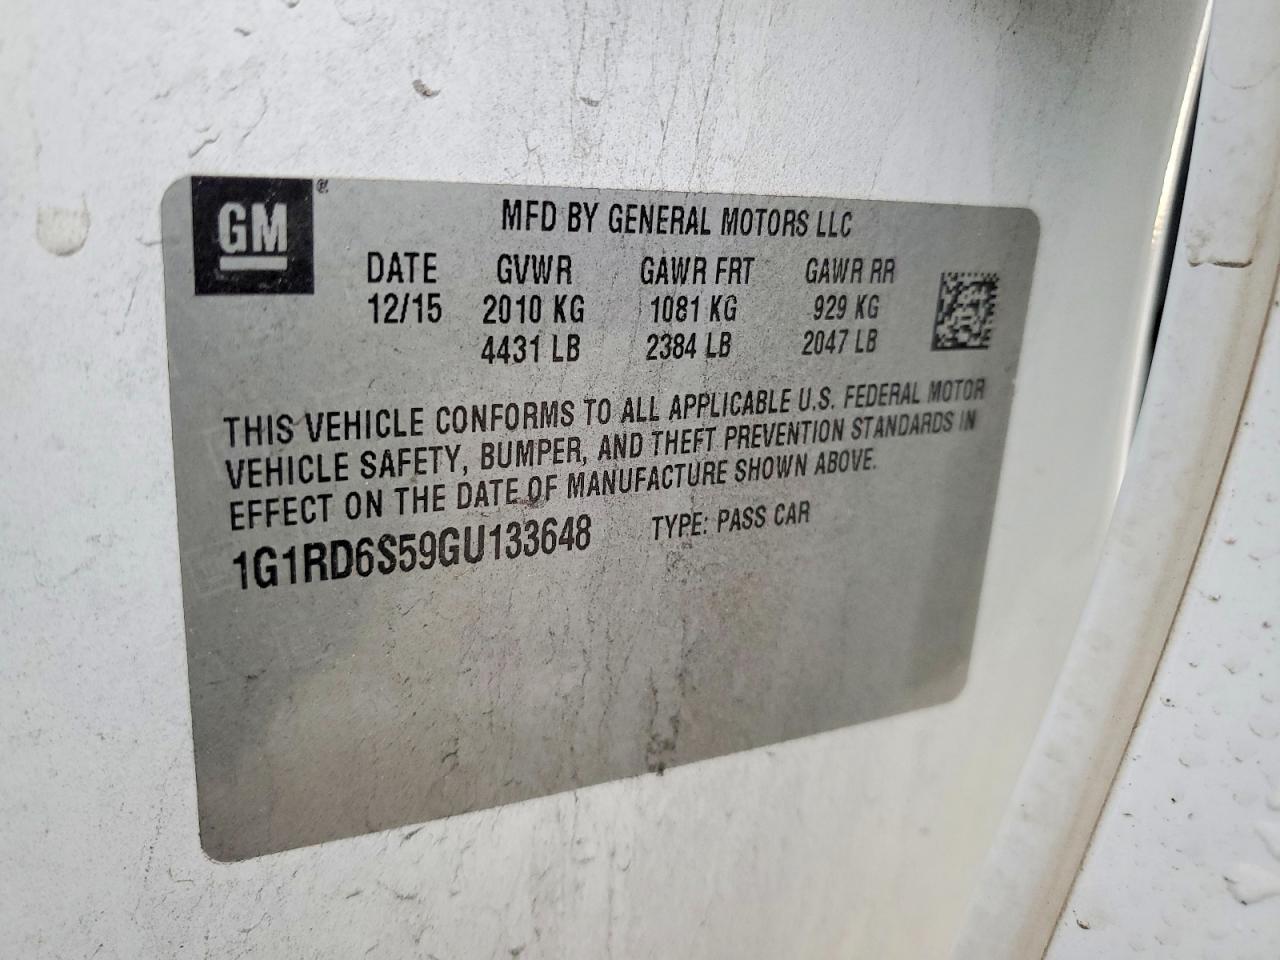 GM ®
MFD BY GENERAL MOTORS LLC
DATE GVWR GAWR FRT GAWR RR
12/15 2010 KG 1081 KG 929 KG
4431 LB 2384 LB 2047 LB
THIS VEHICLE CONFORMS TO ALL APPLICABLE U.S. FEDERAL MOTOR
VEHICLE SAFETY, BUMPER, AND THEFT PREVENTION STANDARDS IN
EFFECT ON THE DATE OF MANUFACTURE SHOWN ABOVE.
1G1RD6S59GU133648 TYPE: PASS CAR